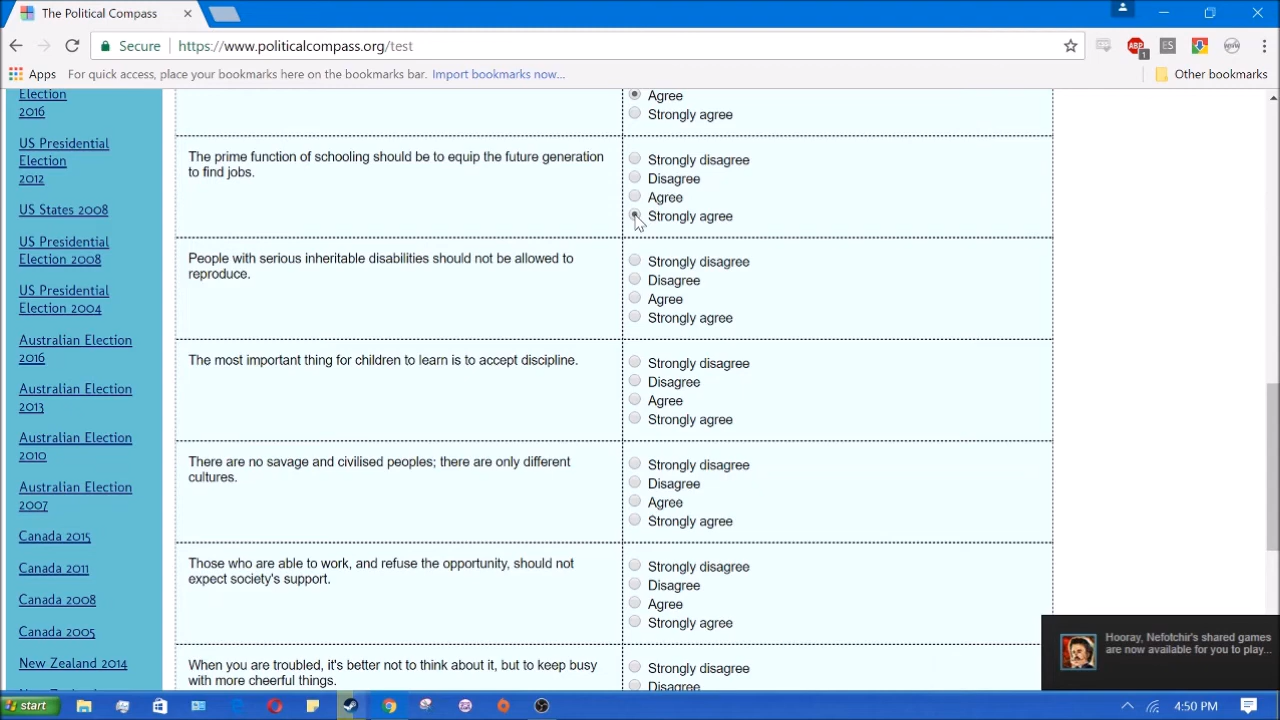 The Political Compass
Secure
https://www.politicalcompass.org/test
ABP
1
ES
WOW
Apps
For quick access, place your bookmarks here on the bookmarks bar.
Import bookmarks now...
Other bookmarks
Election
2016
US Presidential
Election
2012
US States 2008
US Presidential
Election 2008
US Presidential
Election 2004
Australian Election
2016
Australian Election
2013
Australian Election
2010
Australian Election
2007
Canada 2015
Canada 2011
Canada 2008
Canada 2005
New Zealand 2014
Agree
Strongly agree
The prime function of schooling should be to equip the future generation
to find jobs.
Strongly disagree
Disagree
Agree
Strongly agree
People with serious inheritable disabilities should not be allowed to
reproduce.
Strongly disagree
Disagree
Agree
Strongly agree
The most important thing for children to learn is to accept discipline.
Strongly disagree
Disagree
Agree
Strongly agree
There are no savage and civilised peoples; there are only different
cultures.
Strongly disagree
Disagree
Agree
Strongly agree
Those who are able to work, and refuse the opportunity, should not
expect society's support.
Strongly disagree
Disagree
Agree
Strongly agree
When you are troubled, it's better not to think about it, but to keep busy
with more cheerful things.
Strongly disagree
Disagree
Hooray, Nefotchir's shared games
are now available for you to play...
start
4:50 PM